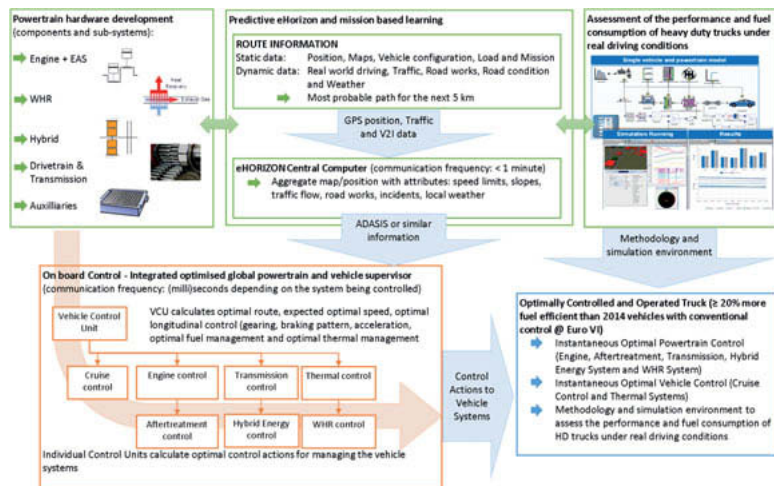 Powertrain hardware development
(components and sub-systems):
Engine + EAS
WHR
Hybrid
Drivetrain &
Transmission
Auxilliaries
Predictive eHorizon and mission based learning
ROUTE INFORMATION
Static data: Position, Maps, Vehicle configuration, Load and Mission
Dynamic data: Real world driving, Traffic, Road works, Road condition
and Weather
Most probable path for the next 5 km
GPS position, Traffic
and V2I data
eHORIZON Central Computer (communication frequency: < 1 minute)
Aggregate map/position with attributes: speed limits, slopes,
traffic flow, road works, incidents, local weather
ADASIS or similar
information
Assessment of the performance and fuel
consumption of heavy duty trucks under
real driving conditions
Single vehicle and powertrain model
Simulation Running
Results
Methodology and
simulation environment
On board Control - Integrated optimised global powertrain and vehicle supervisor
(communication frequency: (milli)seconds depending on the system being controlled)
Vehicle Control
Unit
VCU calculates optimal route, expected optimal speed, optimal
longitudinal control (gearing, braking pattern, acceleration,
optimal fuel management and optimal thermal management
Cruise
control
Engine control
Transmission
control
Thermal control
Aftertreatment
control
Hybrid Energy
control
WHR control
Individual Control Units calculate optimal control actions for managing the vehicle
systems
Control
Actions to
Vehicle
Systems
Optimally Controlled and Operated Truck (≥ 20% more
fuel efficient than 2014 vehicles with conventional
control @ Euro VI)
Instantaneous Optimal Powertrain Control
(Engine, Aftertreatment, Transmission, Hybrid
Energy System and WHR System)
Instantaneous Optimal Vehicle Control (Cruise
Control and Thermal Systems)
Methodology and simulation environment to
assess the performance and fuel consumption of
HD trucks under real driving conditions